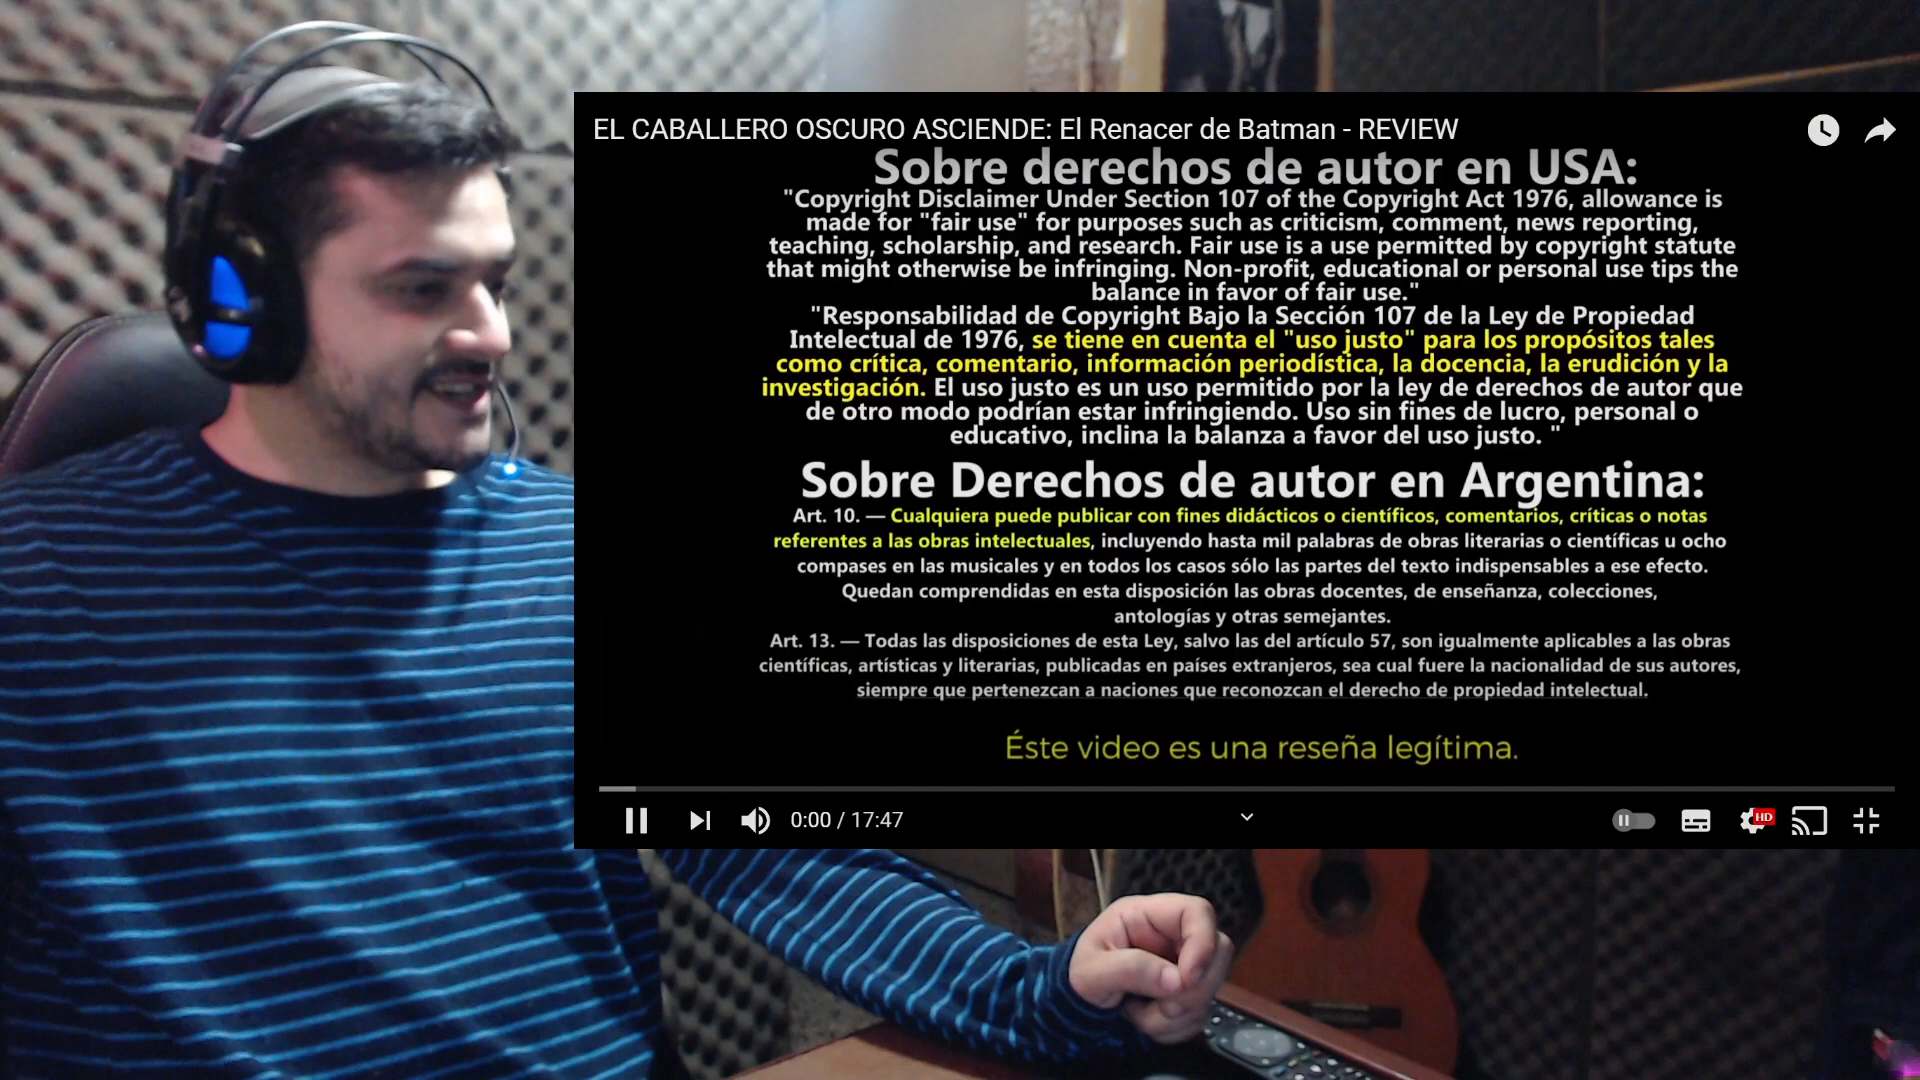 EL CABALLERO OSCURO ASCIENDE: El Renacer de Batman - REVIEW
Sobre derechos de autor en USA:
"Copyright Disclaimer Under Section 107 of the Copyright Act 1976, allowance is
made for "fair use" for purposes such as criticism, comment, news reporting,
teaching, scholarship, and research. Fair use is a use permitted by copyright statute
that might otherwise be infringing. Non-profit, educational or personal use tips the
balance in favor of fair use."
"Responsabilidad de Copyright Bajo la Sección 107 de la Ley de Propiedad
Intelectual de 1976, se tiene en cuenta el "uso justo" para los propósitos tales
como crítica, comentario, información periodística, la docencia, la erudición y la
investigación. El uso justo es un uso permitido por la ley de derechos de autor que
de otro modo podrían estar infringiendo. Uso sin fines de lucro, personal o
educativo, inclina la balanza a favor del uso justo. "
Sobre Derechos de autor en Argentina:
Art. 10. — Cualquiera puede publicar con fines didácticos o científicos, comentarios, críticas o notas
referentes a las obras intelectuales, incluyendo hasta mil palabras de obras literarias o científicas u ocho
compases en las musicales y en todos los casos sólo las partes del texto indispensables a ese efecto.
Quedan comprendidas en esta disposición las obras docentes, de enseñanza, colecciones,
antologías y otras semejantes.
Art. 13. — Todas las disposiciones de esta Ley, salvo las del artículo 57, son igualmente aplicables a las obras
científicas, artísticas y literarias, publicadas en países extranjeros, sea cual fuere la nacionalidad de sus autores,
siempre que pertenezcan a naciones que reconozcan el derecho de propiedad intelectual.
Éste video es una reseña legítima.
0:00 / 17:47
HD